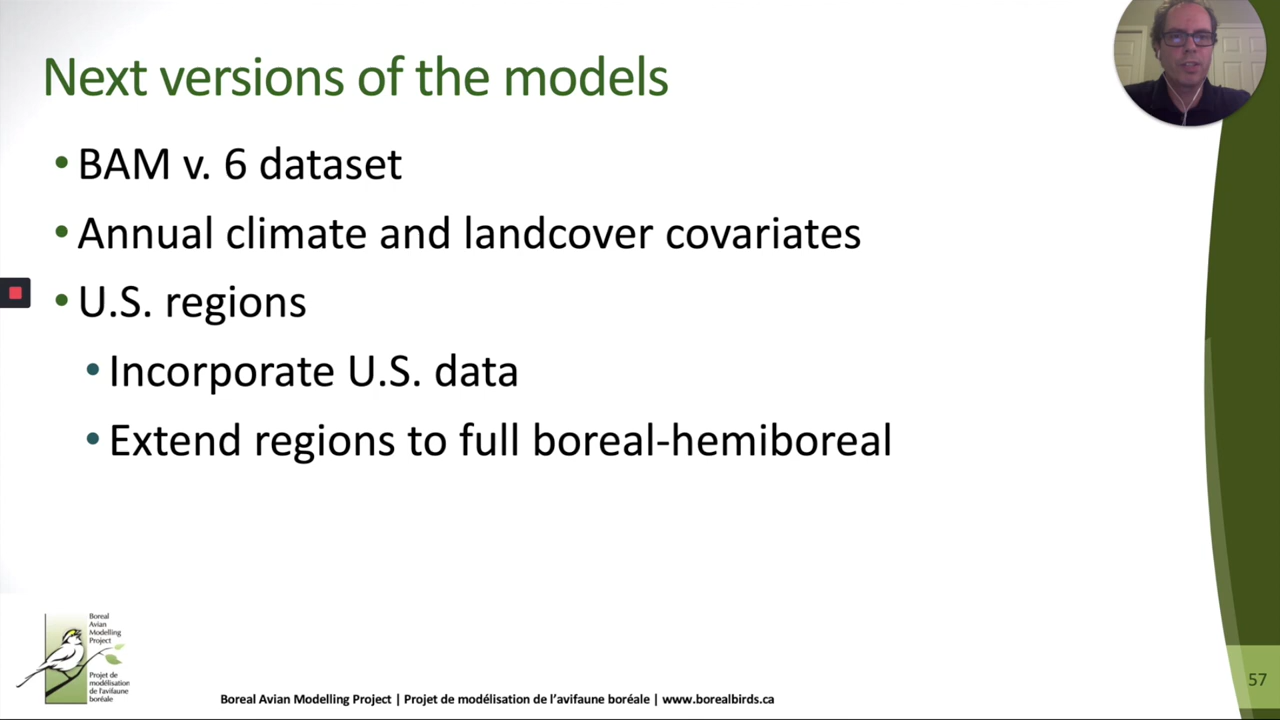 Next versions of the models
• BAM v. 6 dataset
• Annual climate and landcover covariates
• U.S. regions
• Incorporate U.S. data
• Extend regions to full boreal-hemiboreal
Boreal
Avian
Modelling
Project
Projet de
modélisation
de l'avifaune
boréale
Boreal Avian Modelling Project | Projet de modélisation de l’avifaune boréale | www.borealbirds.ca
57